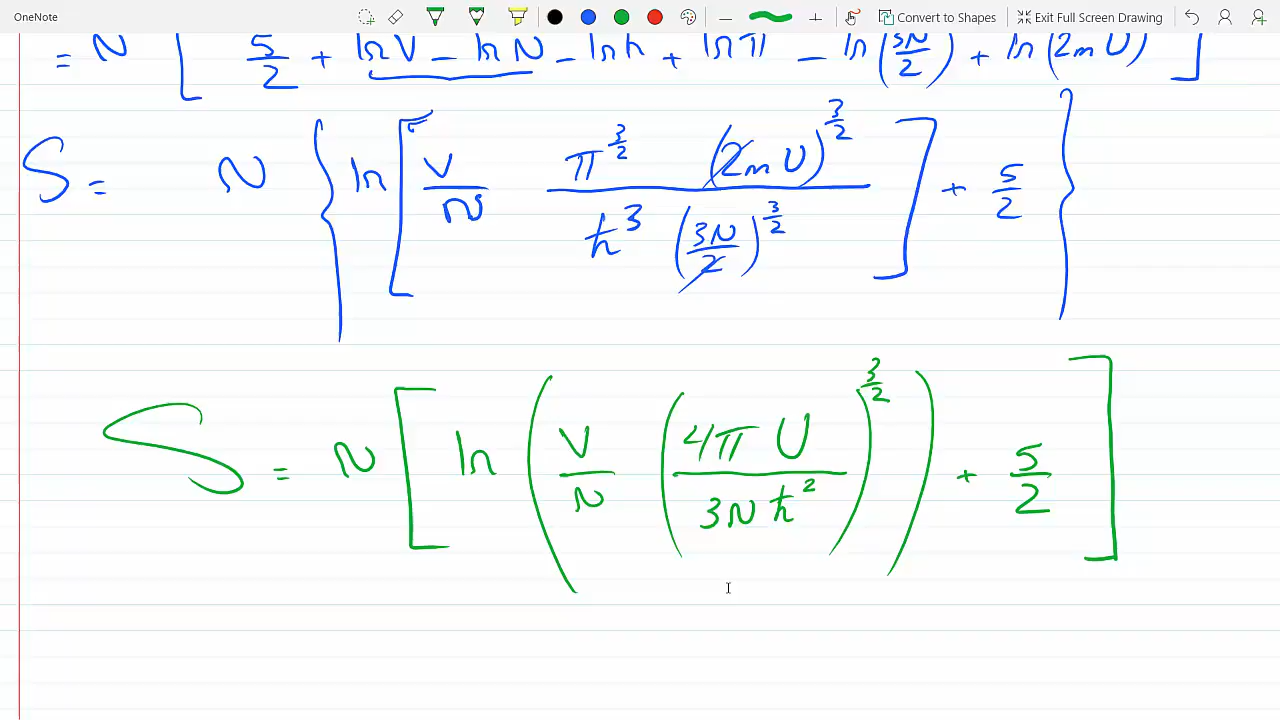 OneNote Convert to Shapes Exit Full Screen Drawing
= N [ 5/2 + ln V - ln N - ln h + ln π - ln (3N/2) + ln (2mU) ]
S = N { ln [ V/N π^(3/2) (2mU)^(3/2) / ħ^3 (3N/2)^(3/2) ] + 5/2 }
S = N [ ln ( V/N ( 4π U / 3N ħ^2 )^(3/2) ) + 5/2 ]